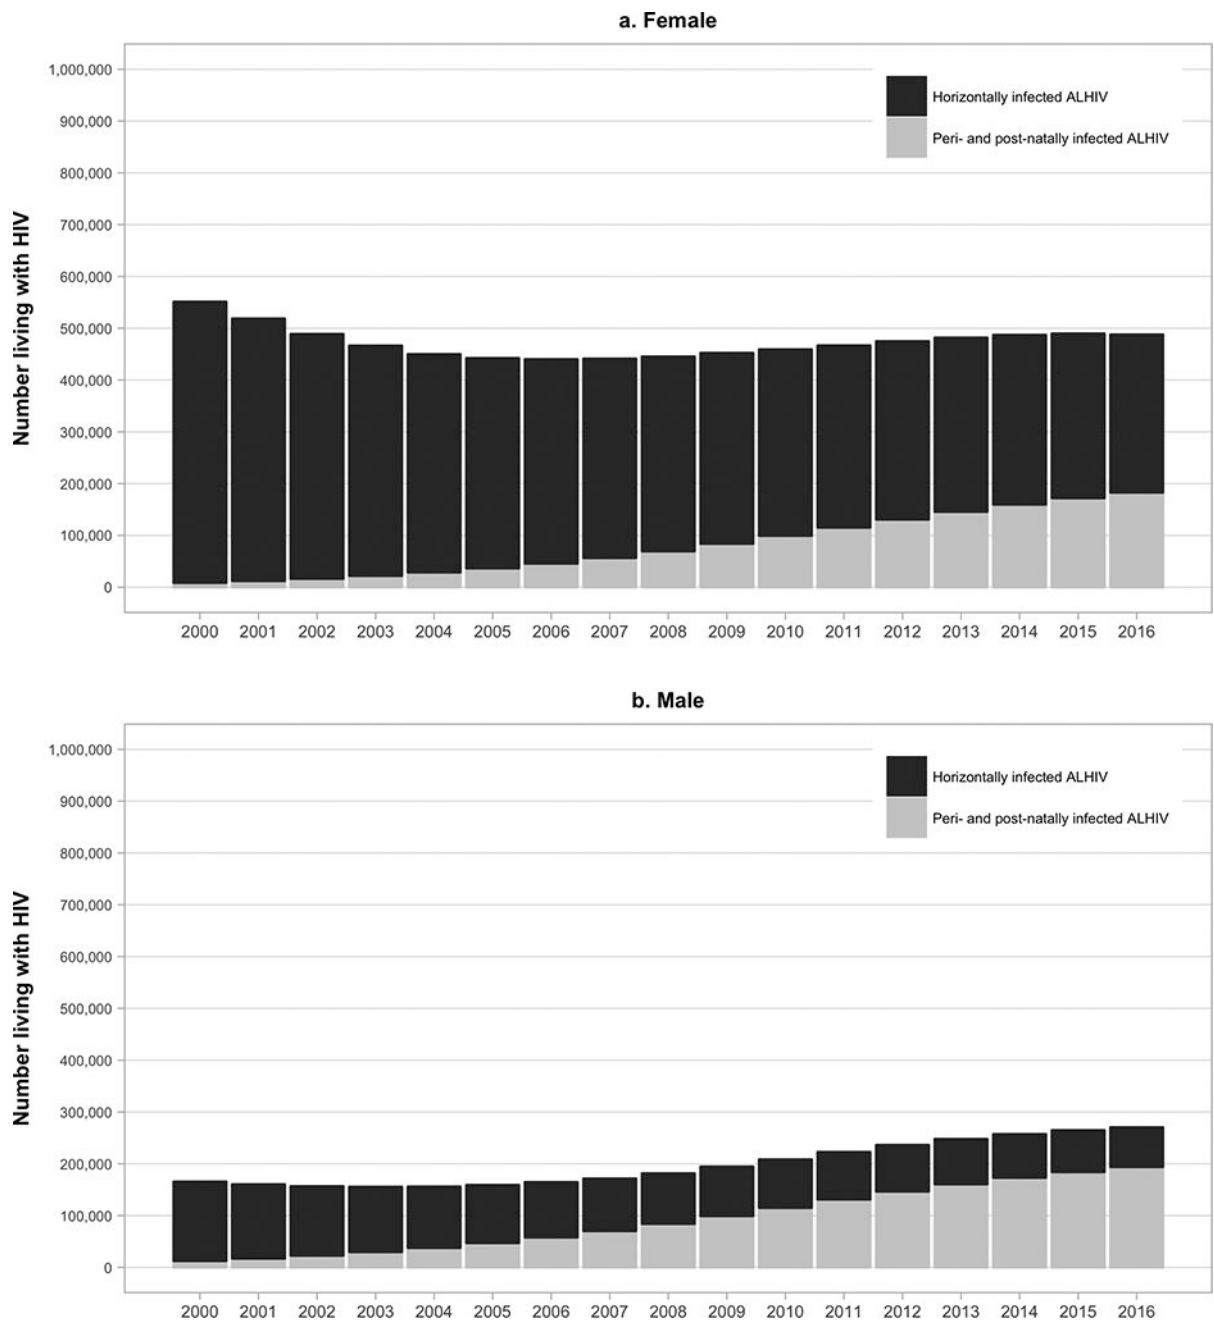 a. Female
Number living with HIV
1,000,000
900,000
800,000
700,000
600,000
500,000
400,000
300,000
200,000
100,000
0
Horizontally infected ALHIV
Peri- and post-natally infected ALHIV
2000 2001 2002 2003 2004 2005 2006 2007 2008 2009 2010 2011 2012 2013 2014 2015 2016
b. Male
Number living with HIV
1,000,000
900,000
800,000
700,000
600,000
500,000
400,000
300,000
200,000
100,000
0
Horizontally infected ALHIV
Peri- and post-natally infected ALHIV
2000 2001 2002 2003 2004 2005 2006 2007 2008 2009 2010 2011 2012 2013 2014 2015 2016